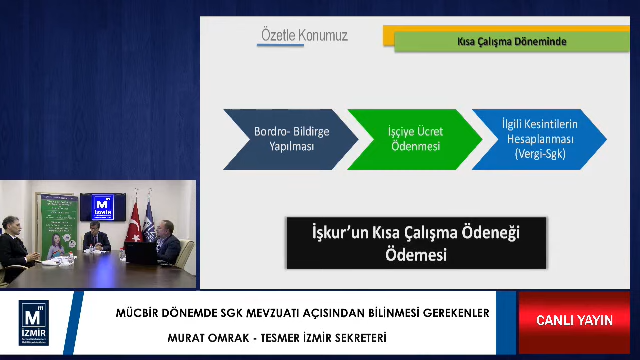 Özetle Konumuz
Kısa Çalışma Döneminde
Bordro- Bildirge
Yapılması
İşçiye Ücret
Ödenmesi
İlgili Kesintilerin
Hesaplanması
(Vergi-Sgk)
İşkur’un Kısa Çalışma Ödeneği
Ödemesi
M
İZMİR
M
İZMİR
MÜCBİR DÖNEMDE SGK MEVZUATI AÇISINDAN BİLİNMESİ GEREKENLER
MURAT OMRAK - TESMER İZMİR SEKRETERİ
CANLI YAYIN